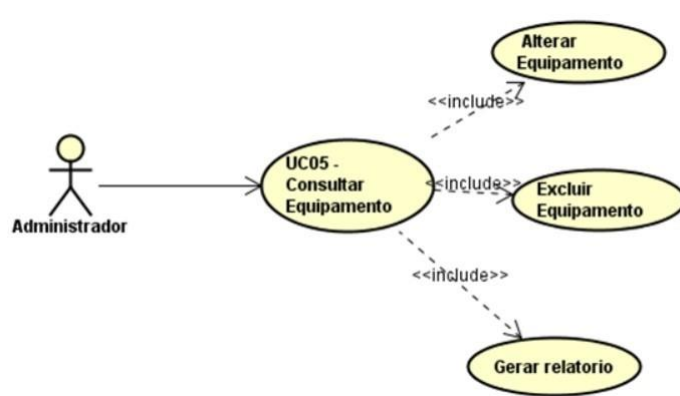 Alterar
Equipamento
<<include>>
UC05 -
Consultar
Equipamento
<<include>>
Excluir
Equipamento
Administrador
<<include>>
Gerar relatorio